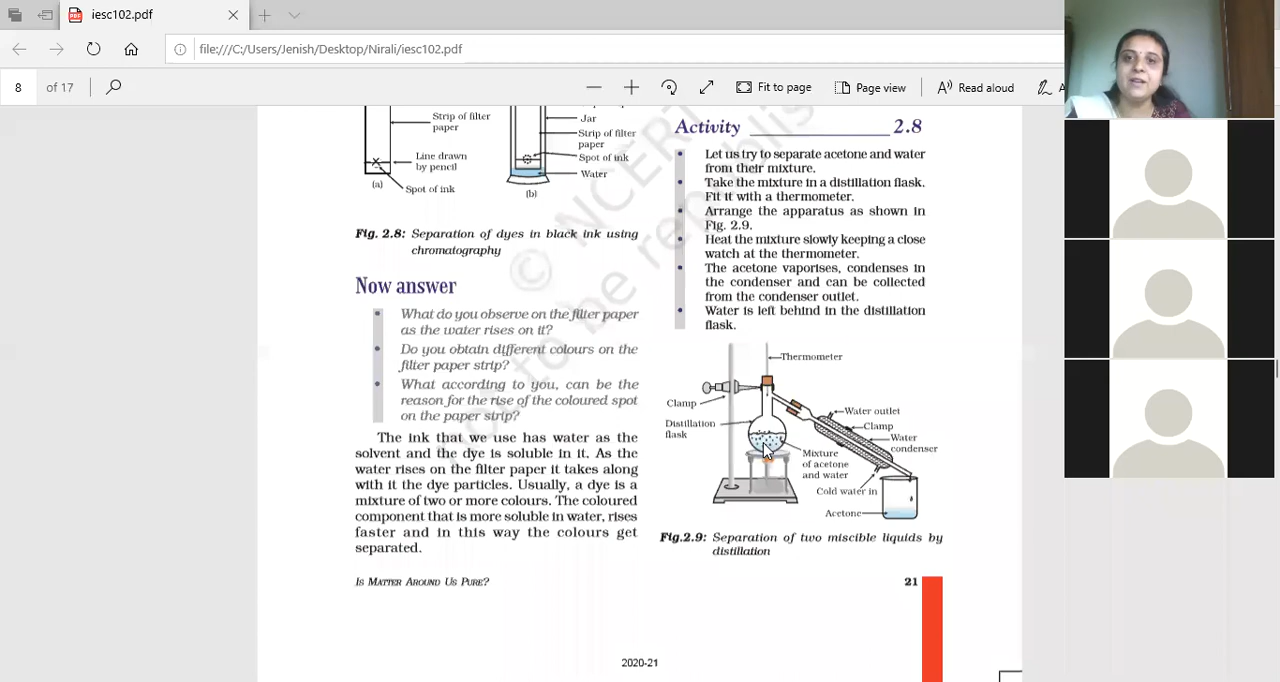 iesc102.pdf
file:///C:/Users/Jenish/Desktop/Nirali/iesc102.pdf
8 of 17
Fit to page
Page view
Read aloud
Strip of filter
paper
Line drawn
by pencil
(a)
Spot of ink
Jar
Strip of filter
paper
Spot of ink
Water
(b)
Fig. 2.8: Separation of dyes in black ink using
chromatography
Now answer
• What do you observe on the filter paper
as the water rises on it?
• Do you obtain different colours on the
filter paper strip?
• What according to you, can be the
reason for the rise of the coloured spot
on the paper strip?
The ink that we use has water as the
solvent and the dye is soluble in it. As the
water rises on the filter paper it takes along
with it the dye particles. Usually, a dye is a
mixture of two or more colours. The coloured
component that is more soluble in water, rises
faster and in this way the colours get
separated.
IS MATTER AROUND US PURE?
Activity ______________ 2.8
• Let us try to separate acetone and water
from their mixture.
• Take the mixture in a distillation flask.
Fit it with a thermometer.
• Arrange the apparatus as shown in
Fig. 2.9.
• Heat the mixture slowly keeping a close
watch at the thermometer.
• The acetone vaporises, condenses in
the condenser and can be collected
from the condenser outlet.
• Water is left behind in the distillation
flask.
Thermometer
Clamp
Distillation
flask
Water outlet
Clamp
Water
condenser
Mixture
of acetone
and water
Cold water in
Acetone
Fig.2.9: Separation of two miscible liquids by
distillation
21
2020-21
© NCERT
not to be republis